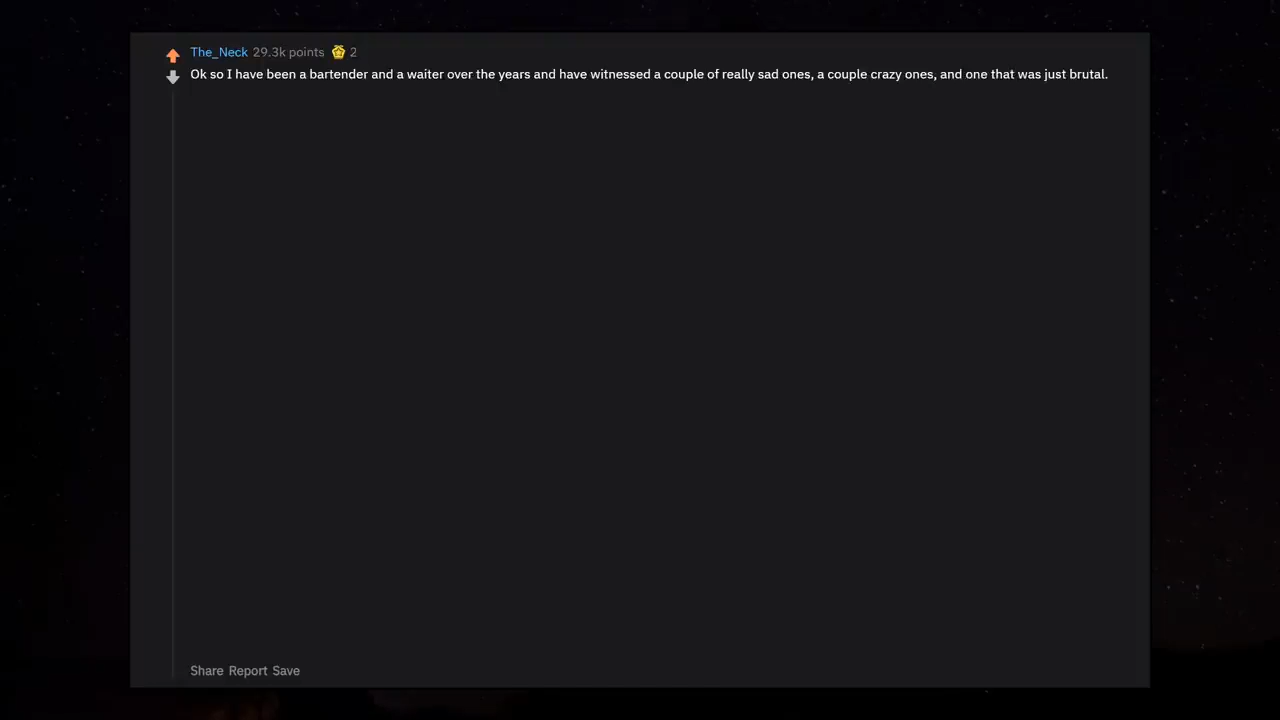 The_Neck 29.3k points 2
Ok so I have been a bartender and a waiter over the years and have witnessed a couple of really sad ones, a couple crazy ones, and one that was just brutal.
Share Report Save